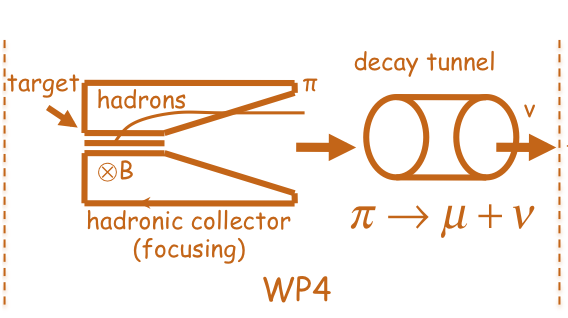 decay tunnel
target
π
hadrons
ν
⊗B
hadronic collector
(focusing)
π → μ + ν
WP4